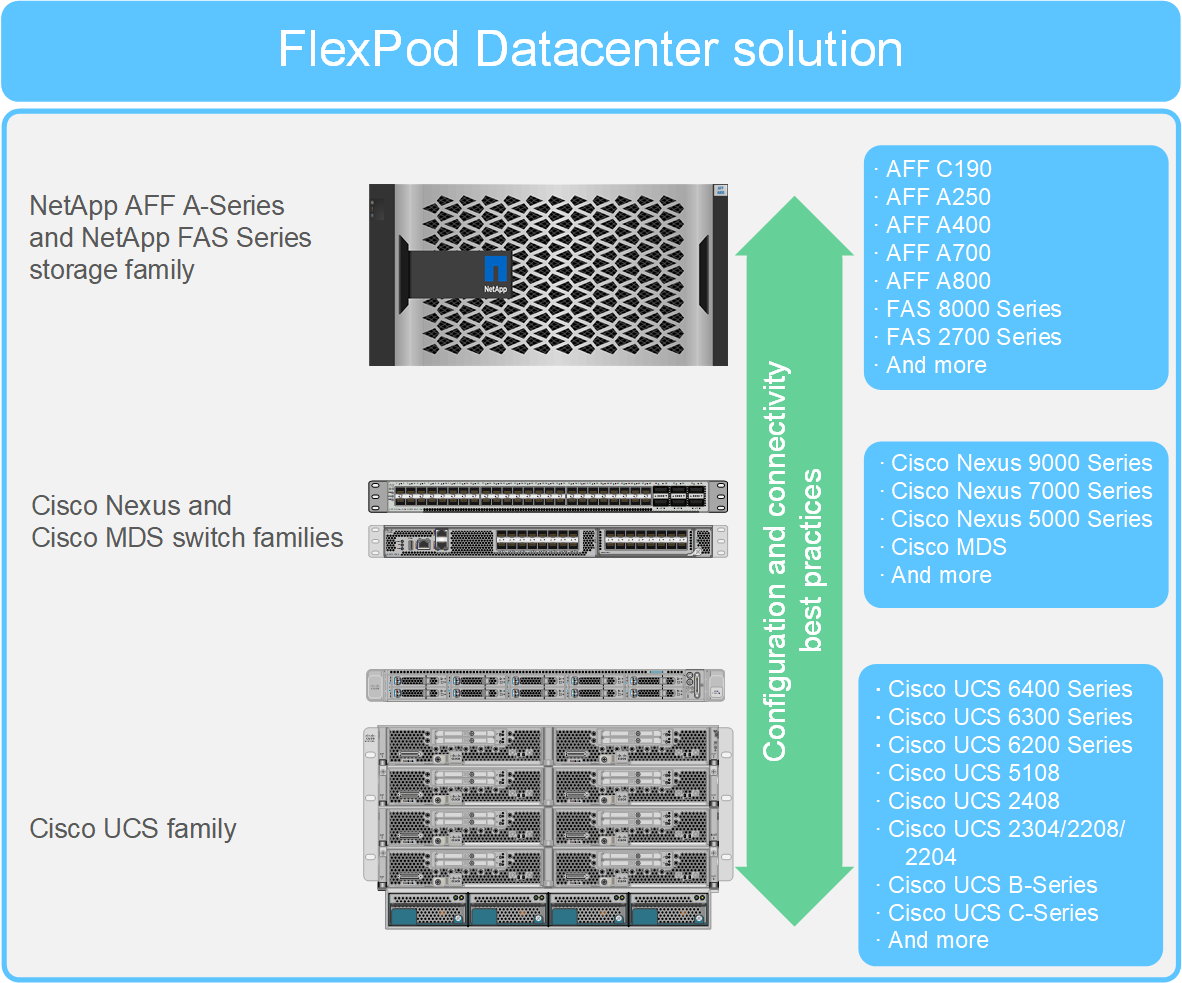 FlexPod Datacenter solution
NetApp AFF A-Series
and NetApp FAS Series
storage family
NetApp
· AFF C190
· AFF A250
· AFF A400
· AFF A700
· AFF A800
· FAS 8000 Series
· FAS 2700 Series
· And more
Configuration and connectivity
best practices
Cisco Nexus and
Cisco MDS switch families
· Cisco Nexus 9000 Series
· Cisco Nexus 7000 Series
· Cisco Nexus 5000 Series
· Cisco MDS
· And more
Cisco UCS family
· Cisco UCS 6400 Series
· Cisco UCS 6300 Series
· Cisco UCS 6200 Series
· Cisco UCS 5108
· Cisco UCS 2408
· Cisco UCS 2304/2208/
2204
· Cisco UCS B-Series
· Cisco UCS C-Series
· And more